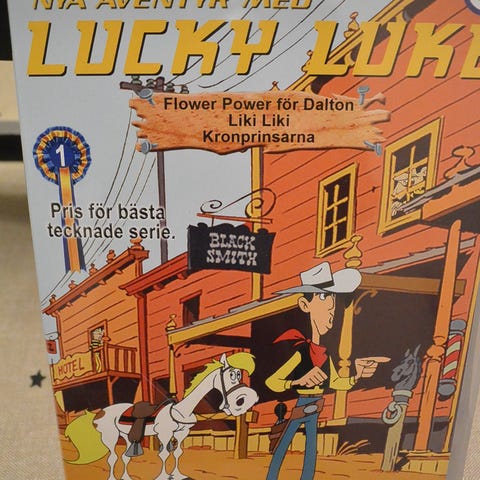 NYA ÄVENTYR MED
LUCKY LUKE
Flower Power för Dalton
Liki Liki
Kronprinsarna
1
Pris för bästa
tecknade serie.
BLACK
SMITH
HOTEL